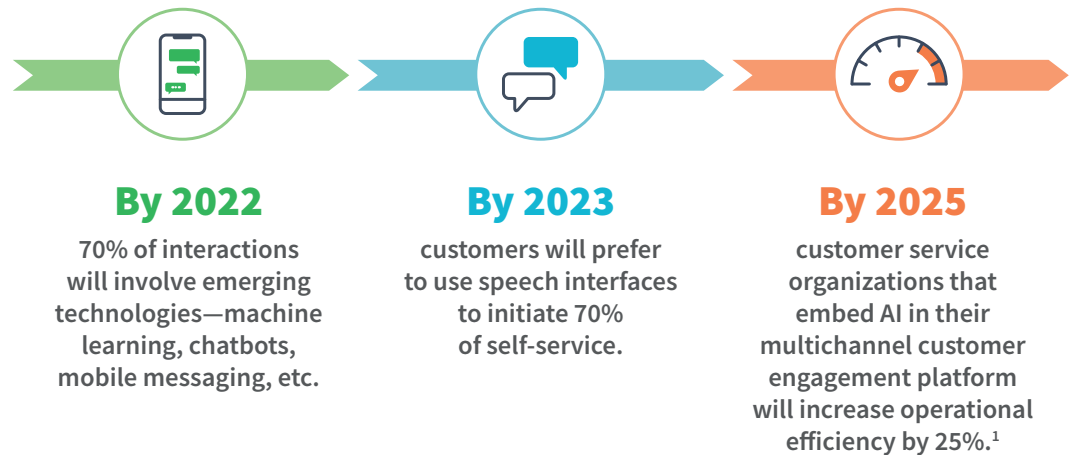 By 2022
70% of interactions
will involve emerging
technologies—machine
learning, chatbots,
mobile messaging, etc.
By 2023
customers will prefer
to use speech interfaces
to initiate 70%
of self-service.
By 2025
customer service
organizations that
embed AI in their
multichannel customer
engagement platform
will increase operational
efficiency by 25%.¹